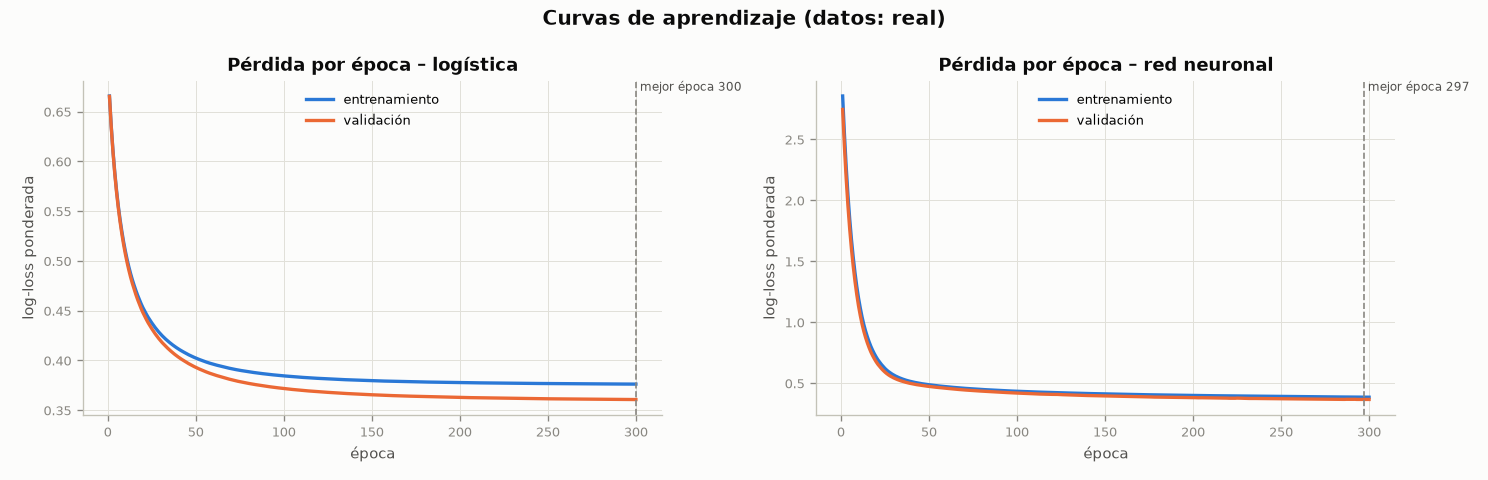 Curvas de aprendizaje (datos: real)
Pérdida por época – logística
mejor época 300
entrenamiento
validación
0.65
0.60
0.55
0.50
0.45
0.40
0.35
log-loss ponderada
0 50 100 150 200 250 300
época
Pérdida por época – red neuronal
mejor época 297
entrenamiento
validación
2.5
2.0
1.5
1.0
0.5
log-loss ponderada
0 50 100 150 200 250 300
época